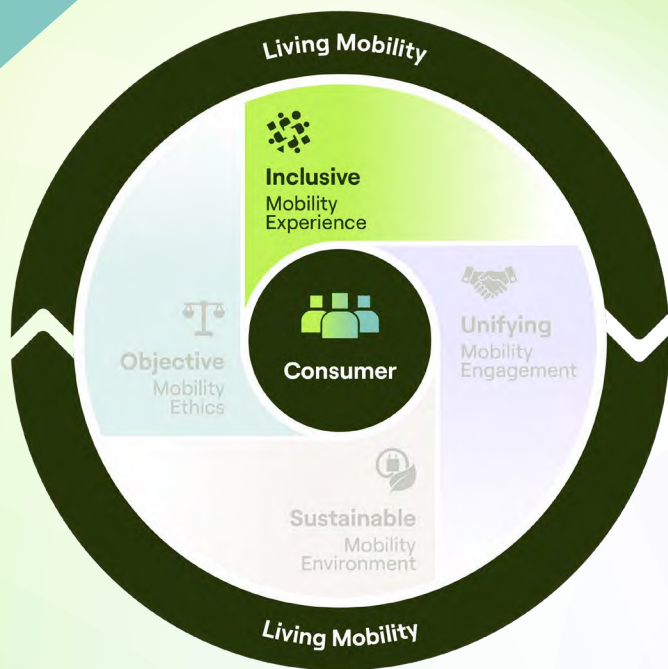 Living Mobility
Inclusive
Mobility
Experience
Unifying
Mobility
Engagement
Objective
Mobility
Ethics
Consumer
Sustainable
Mobility
Environment
Living Mobility